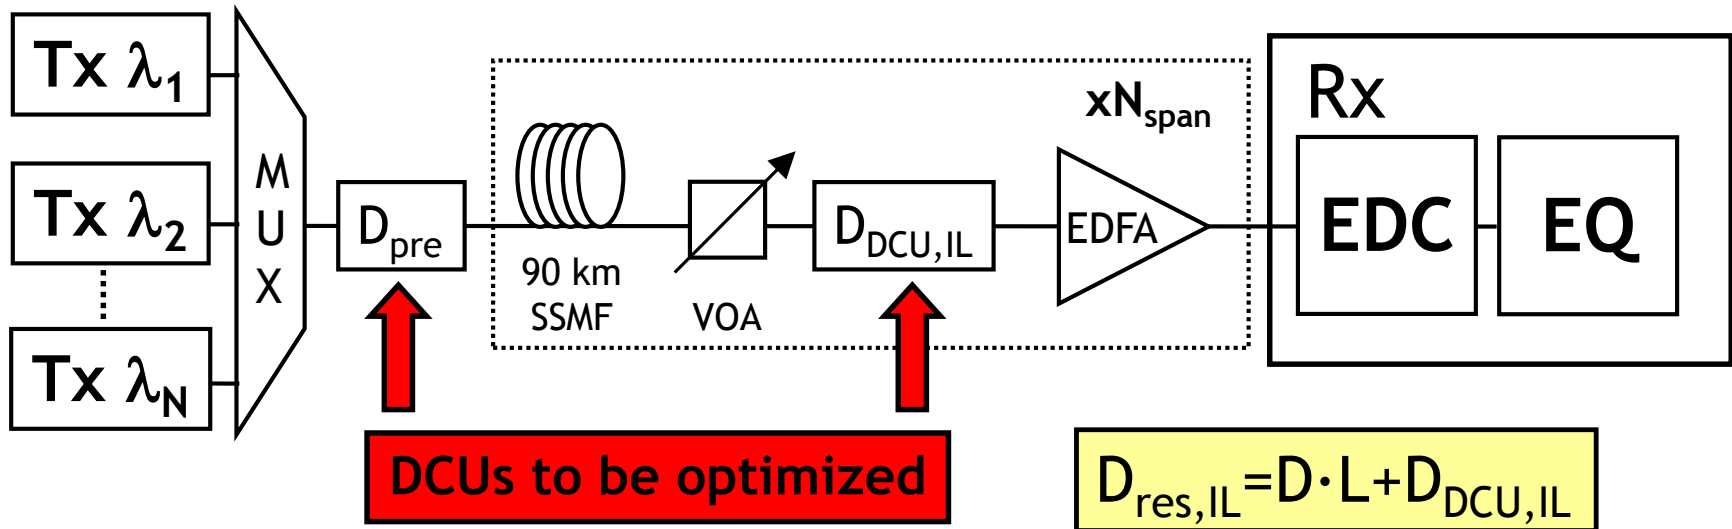 Tx λ1
Tx λ2
Tx λN
M
U
X
Dpre
90 km
SSMF
VOA
DDCU,IL
EDFA
xNspan
Rx
EDC
EQ
DCUs to be optimized
Dres,IL=D·L+DDCU,IL